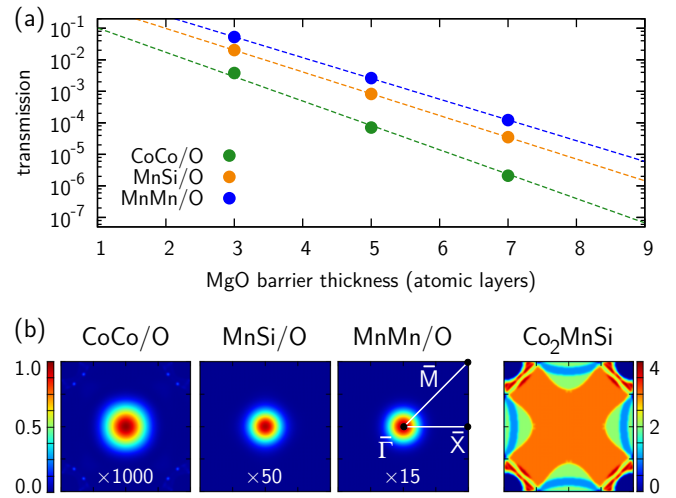 (a)
transmission
10⁻¹
10⁻²
10⁻³
10⁻⁴
10⁻⁵
10⁻⁶
10⁻⁷
CoCo/O
MnSi/O
MnMn/O
1 2 3 4 5 6 7 8 9
MgO barrier thickness (atomic layers)
(b)
CoCo/O MnSi/O MnMn/O Co₂MnSi
1.0
0.5
0.0
×1000
×50
M̄
Γ̄
X̄
×15
4
3
2
1
0